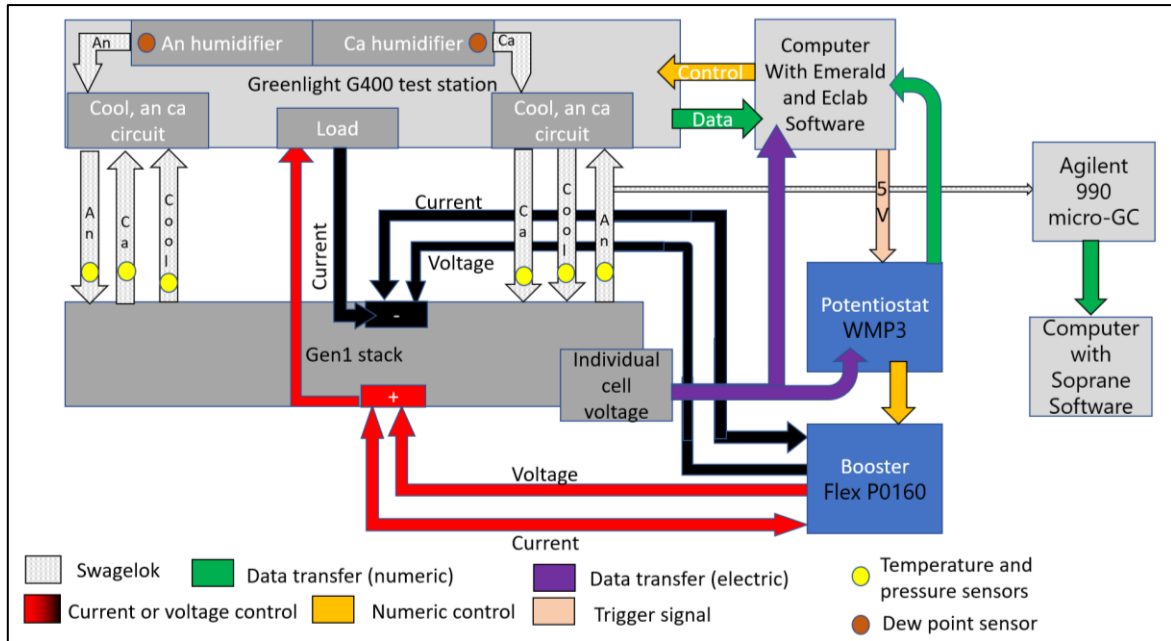 An
An humidifier
Ca humidifier
Ca
Greenlight G400 test station
Cool, an ca
circuit
Load
Cool, an ca
circuit
Control
Data
Computer
With Emerald
and Eclab
Software
5
V
Agilent
990
micro-GC
An
Ca
Cool
Current
Current
Voltage
Ca
Cool
An
Potentiostat
WMP3
Computer
with
Soprane
Software
-
Gen1 stack
+
Individual
cell
voltage
Booster
Flex P0160
Voltage
Current
Swagelok
Data transfer (numeric)
Data transfer (electric)
Temperature and
pressure sensors
Current or voltage control
Numeric control
Trigger signal
Dew point sensor